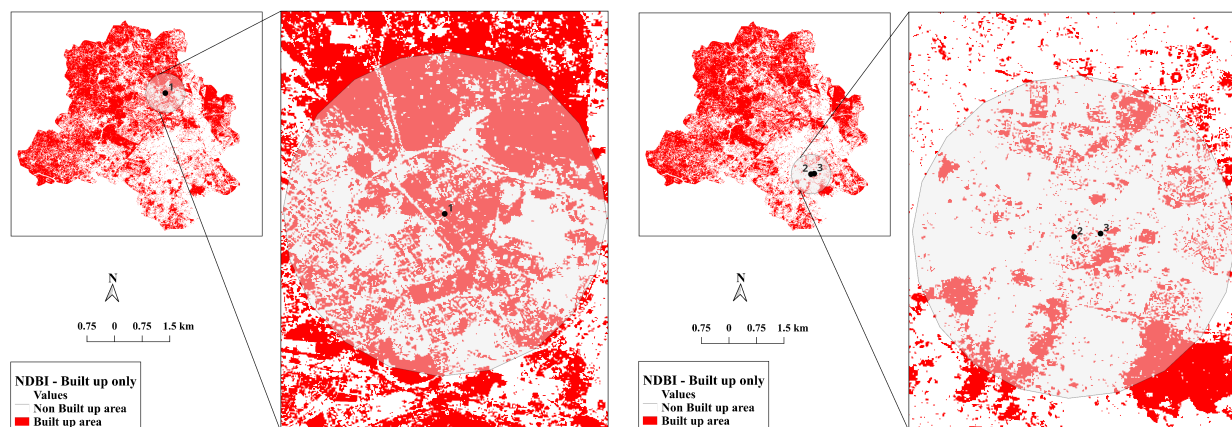 1
1
N
0.75 0 0.75 1.5 km
NDBI - Built up only
Values
Non Built up area
Built up area
2 3
2 3
N
0.75 0 0.75 1.5 km
NDBI - Built up only
Values
Non Built up area
Built up area